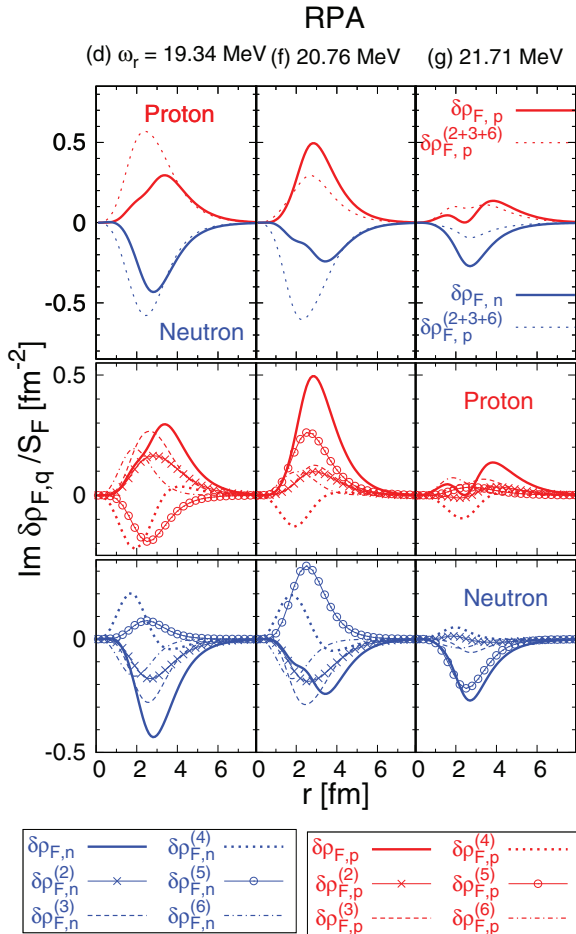 RPA
(d) ωr = 19.34 MeV (f) 20.76 MeV (g) 21.71 MeV
Proton
δρF, p
δρF, p(2+3+6)
0.5
0
-0.5
Neutron
δρF, n
δρF, p(2+3+6)
Im δρF,q/SF [fm-2]
0.5
0
Proton
0
-0.5
Neutron
0 2 4 6 0 2 4 6 0 2 4 6 8
r [fm]
δρF,n δρF,n(4)
δρF,n(2) δρF,n(5)
δρF,n(3) δρF,n(6)
δρF,p δρF,p(4)
δρF,p(2) δρF,p(5)
δρF,p(3) δρF,p(6)